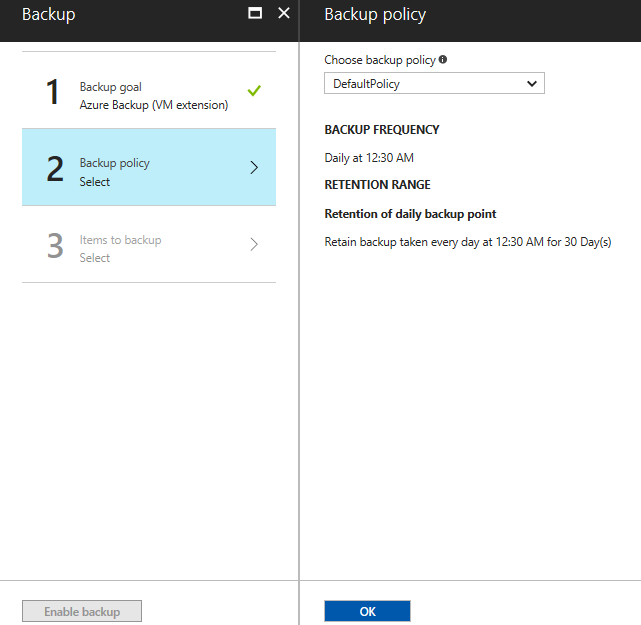 Backup
1
Backup goal
Azure Backup (VM extension)
2
Backup policy
Select
3
Items to backup
Select
Enable backup
Backup policy
Choose backup policy
DefaultPolicy
BACKUP FREQUENCY
Daily at 12:30 AM
RETENTION RANGE
Retention of daily backup point
Retain backup taken every day at 12:30 AM for 30 Day(s)
OK